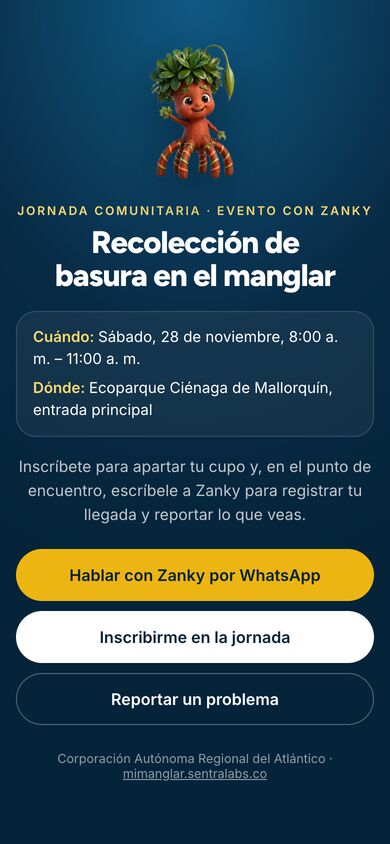 JORNADA COMUNITARIA · EVENTO CON ZANKY
Recolección de
basura en el manglar
Cuándo: Sábado, 28 de noviembre, 8:00 a.
m. – 11:00 a. m.
Dónde: Ecoparque Ciénaga de Mallorquín,
entrada principal
Inscríbete para apartar tu cupo y, en el punto de
encuentro, escríbele a Zanky para registrar tu
llegada y reportar lo que veas.
Hablar con Zanky por WhatsApp
Inscribirme en la jornada
Reportar un problema
Corporación Autónoma Regional del Atlántico ·
mimanglar.sentralabs.co